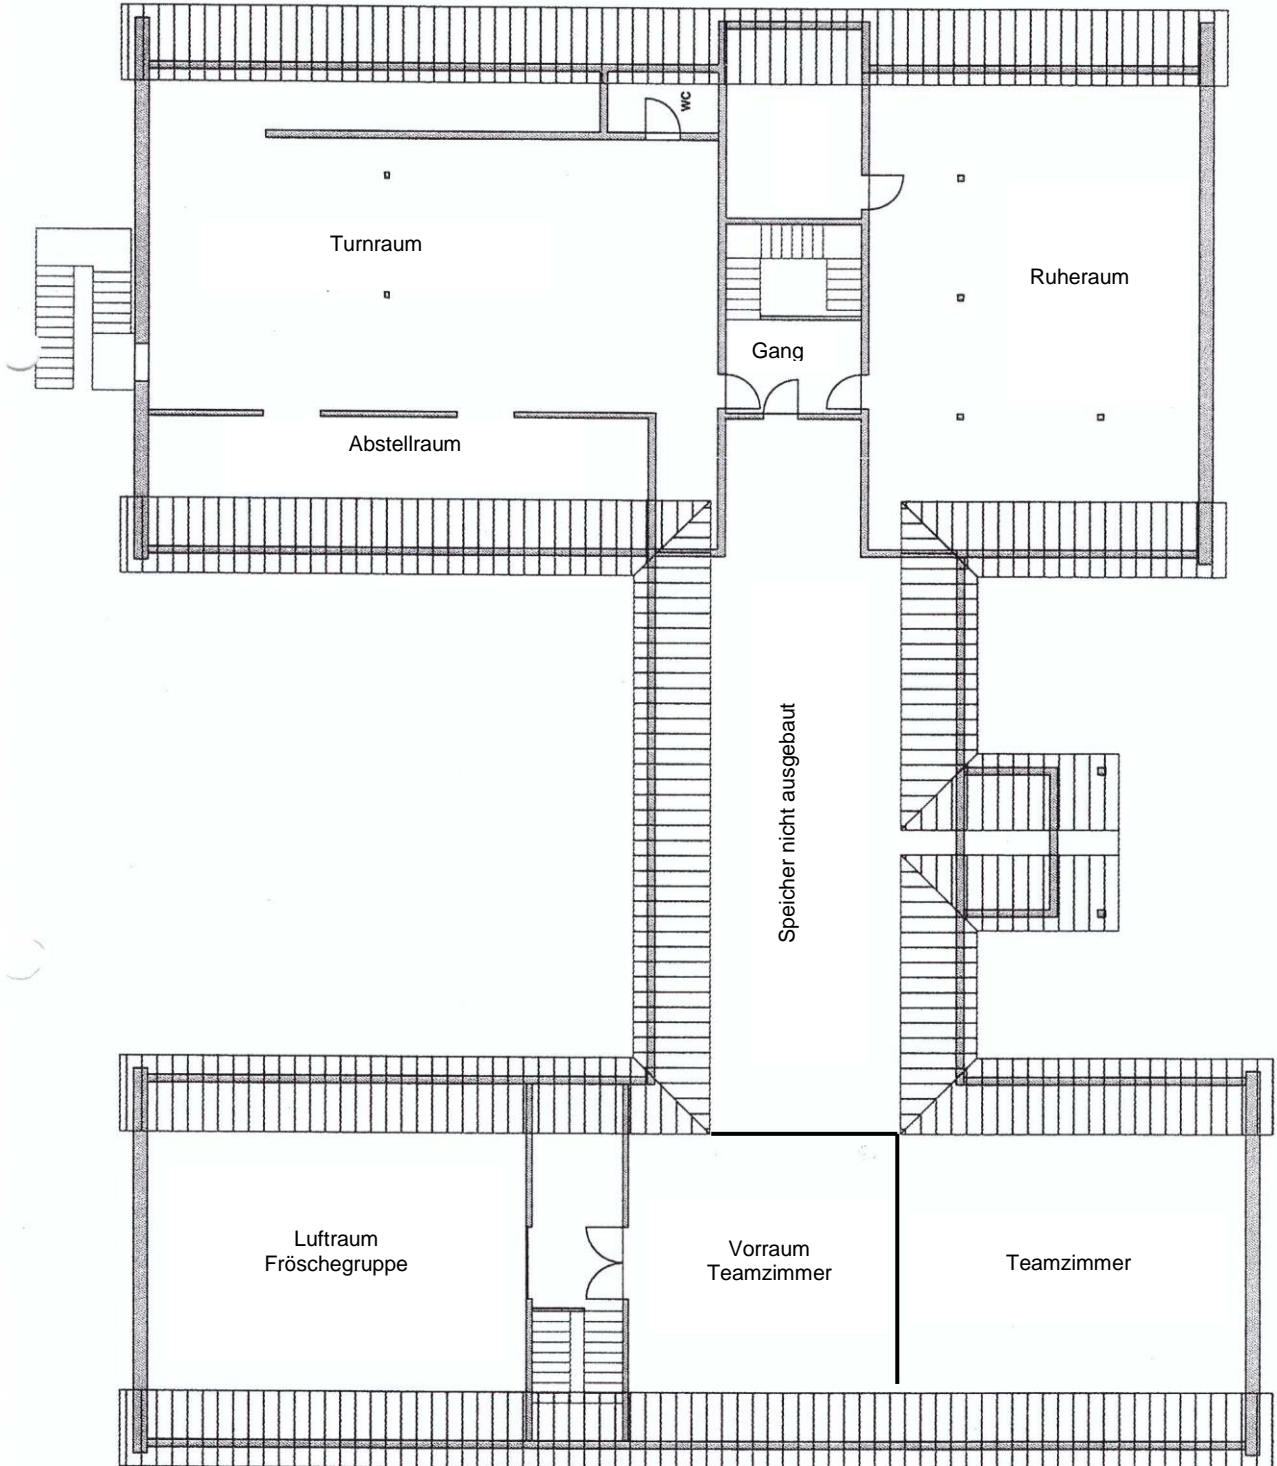 WC
Turnraum
Ruheraum
Gang
Abstellraum
Speicher nicht ausgebaut
Luftraum
Fröschegruppe
Vorraum
Teamzimmer
Teamzimmer